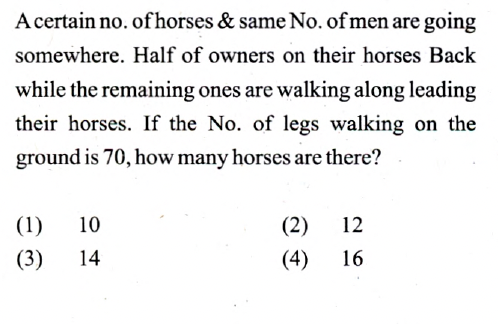 A certain no. of horses & same No. of men are going
somewhere. Half of owners on their horses Back
while the remaining ones are walking along leading
their horses. If the No. of legs walking on the
ground is 70, how many horses are there?
(1) 10 (2) 12
(3) 14 (4) 16